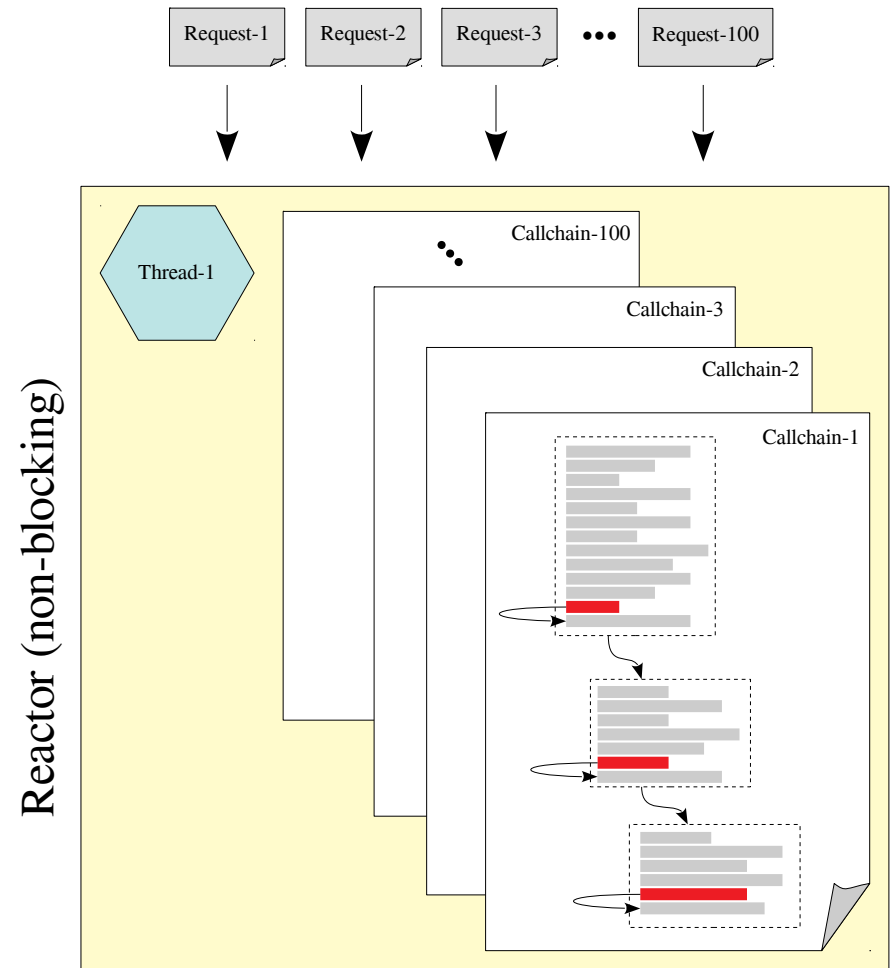 Request-1
Request-2
Request-3
•••
Request-100
Thread-1
Callchain-100
Callchain-3
Callchain-2
Callchain-1
Reactor (non-blocking)